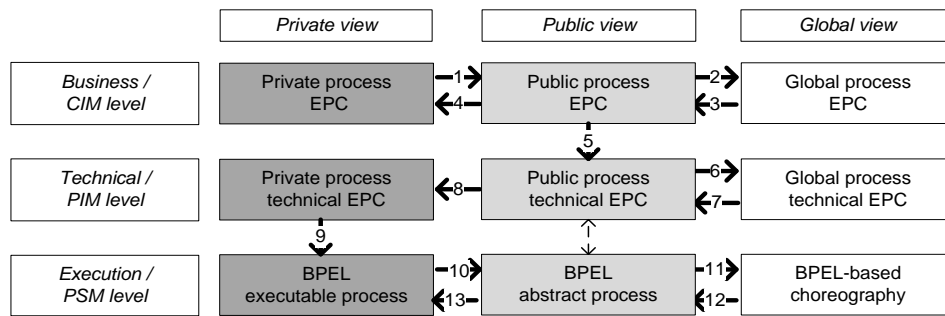 Private view
Public view
Global view
Business /
CIM level
Private process
EPC
1
4
Public process
EPC
2
3
Global process
EPC
5
Technical /
PIM level
Private process
technical EPC
8
Public process
technical EPC
6
7
Global process
technical EPC
9
Execution /
PSM level
BPEL
executable process
10
13
BPEL
abstract process
11
12
BPEL-based
choreography